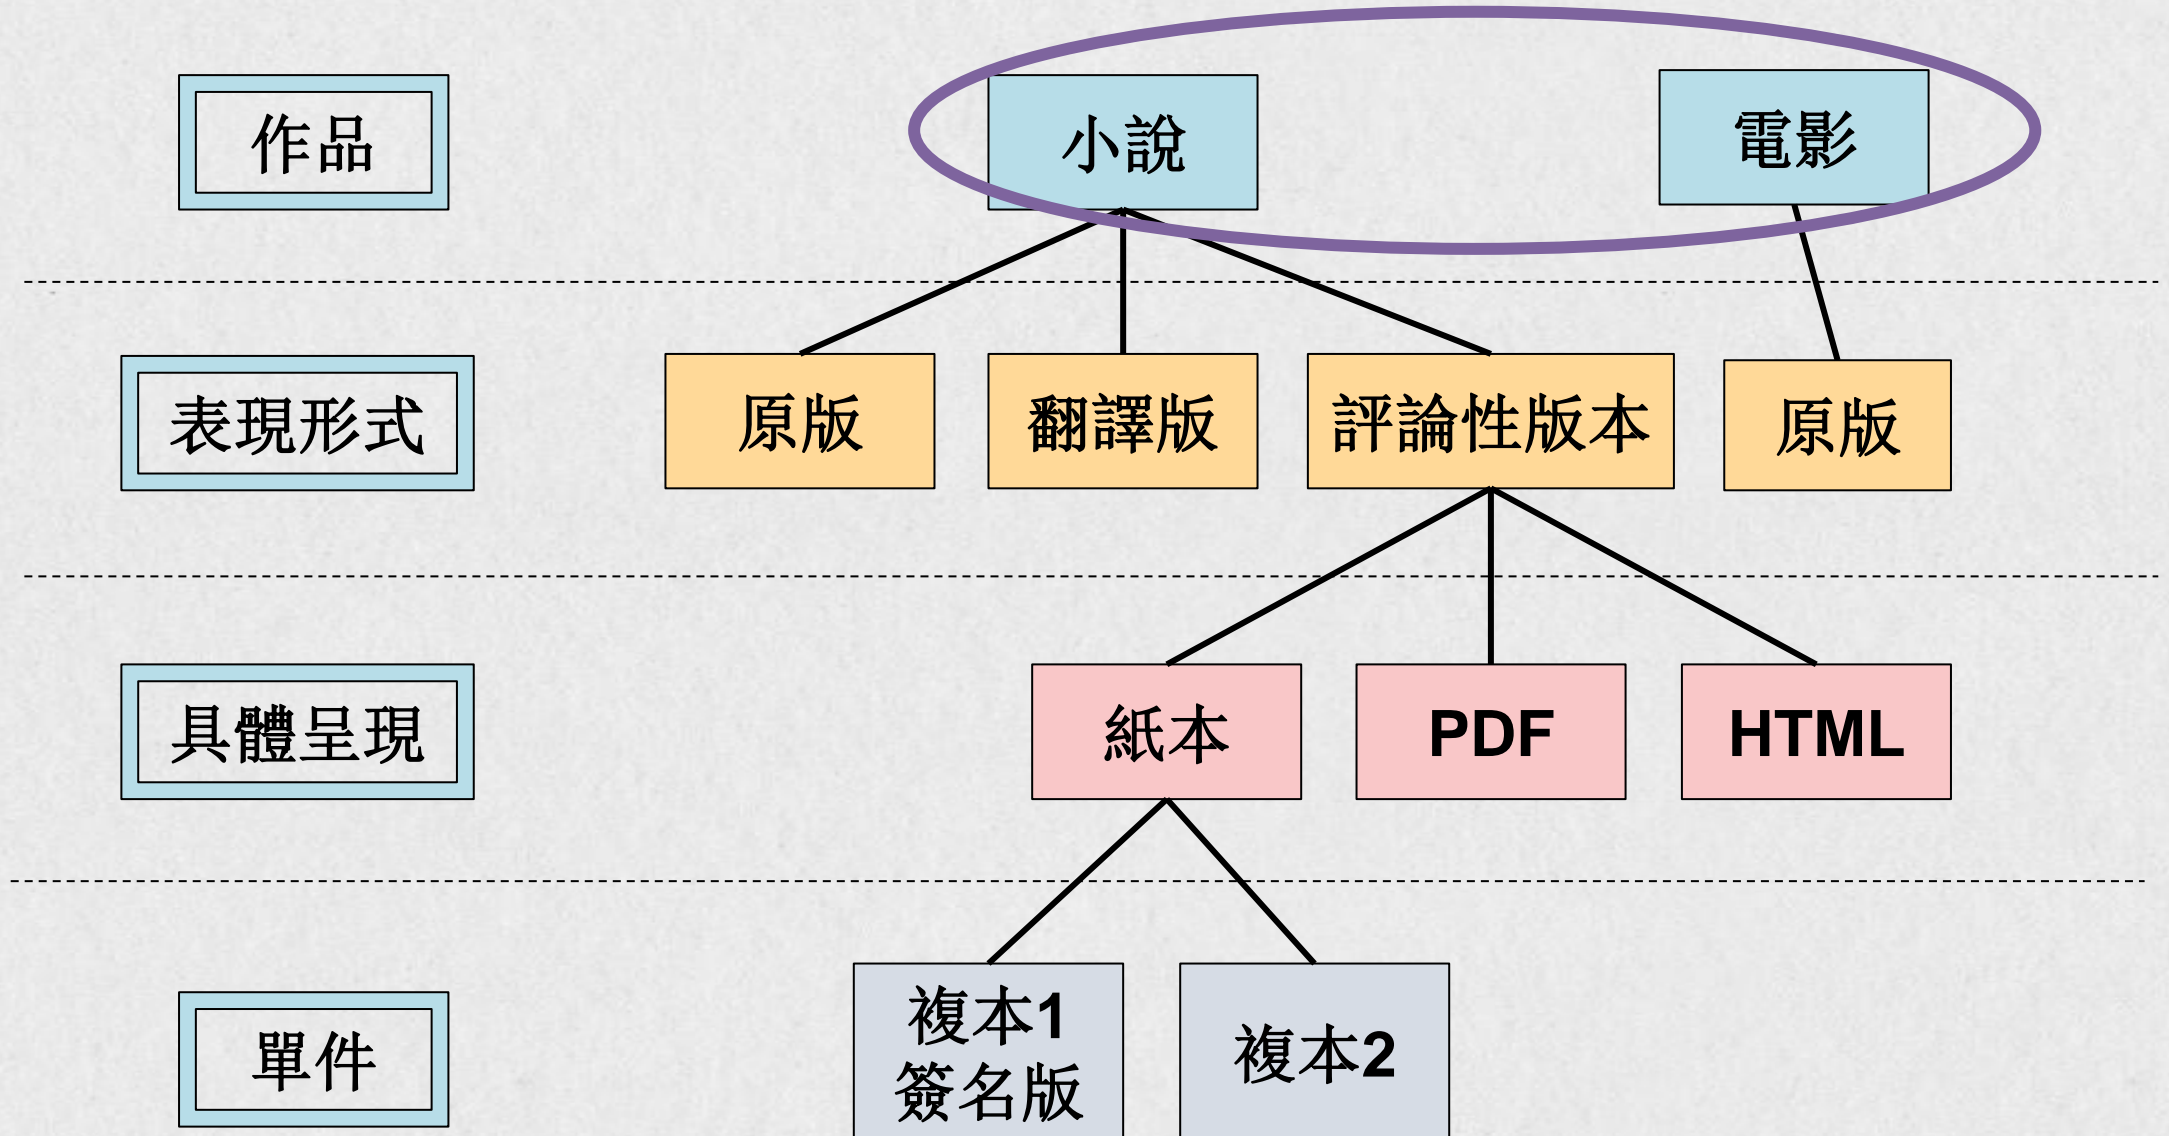 作品
小說
電影
表現形式
原版
翻譯版
評論性版本
原版
具體呈現
紙本
PDF
HTML
單件
複本1
簽名版
複本2